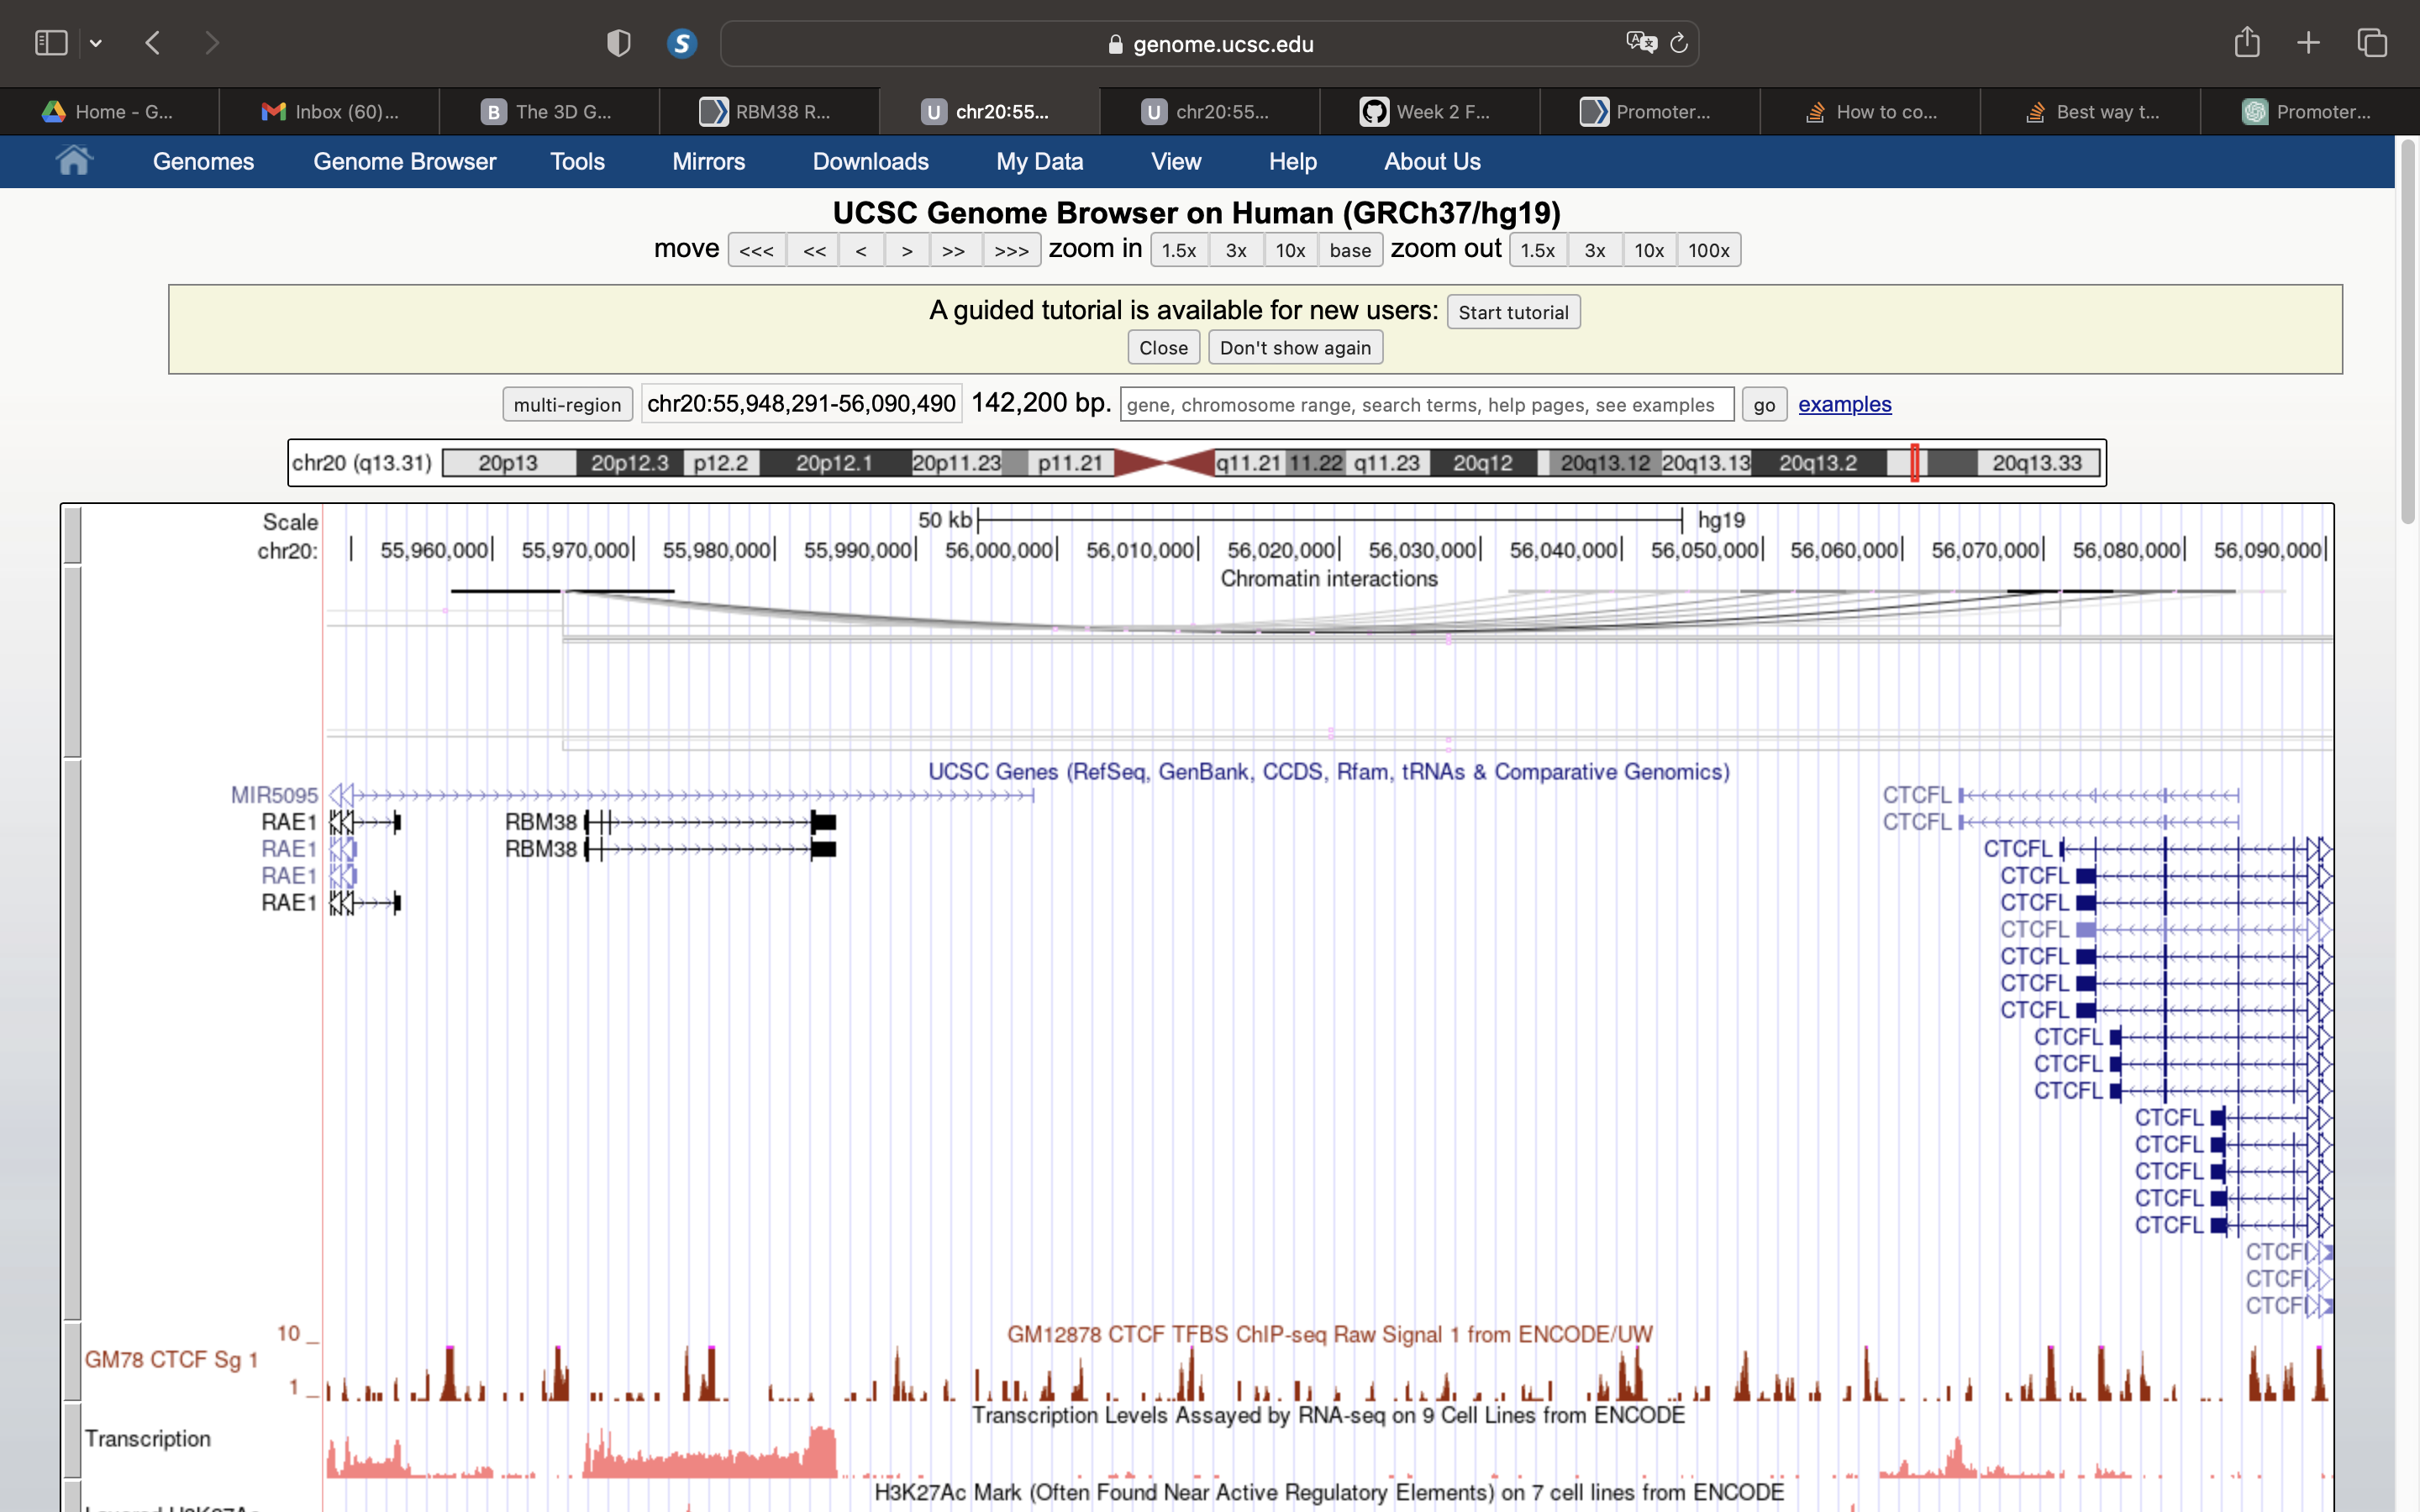 genome.ucsc.edu
Home - G... Inbox (60)... The 3D G... RBM38 R... chr20:55... chr20:55... Week 2 F... Promoter... How to co... Best way t... Promoter...
Genomes Genome Browser Tools Mirrors Downloads My Data View Help About Us
UCSC Genome Browser on Human (GRCh37/hg19)
move <<< << < > >> >>> zoom in 1.5x 3x 10x base zoom out 1.5x 3x 10x 100x
A guided tutorial is available for new users: Start tutorial
Close Don't show again
multi-region chr20:55,948,291-56,090,490 142,200 bp. gene, chromosome range, search terms, help pages, see examples go examples
chr20 (q13.31) 20p13 20p12.3 p12.2 20p12.1 20p11.23 p11.21 q11.21 11.22 q11.23 20q12 20q13.12 20q13.13 20q13.2 20q13.33
Scale 50 kb hg19
chr20: 55,960,000 55,970,000 55,980,000 55,990,000 56,000,000 56,010,000 56,020,000 56,030,000 56,040,000 56,050,000 56,060,000 56,070,000 56,080,000 56,090,000
Chromatin interactions
UCSC Genes (RefSeq, GenBank, CCDS, Rfam, tRNAs & Comparative Genomics)
MIR5095 CTCFL
RAE1 RBM38 CTCFL
RAE1 RBM38 CTCFL
RAE1 CTCFL
RAE1 CTCFL
CTCFL
CTCFL
CTCFL
CTCFL
CTCFL
CTCFL
CTCFL
CTCFL
CTCFL
CTCFL
CTCFL
CTCFL
CTCF
CTCF
CTCF
10 GM12878 CTCF TFBS ChIP-seq Raw Signal 1 from ENCODE/UW
GM78 CTCF Sg 1
1
Transcription Levels Assayed by RNA-seq on 9 Cell Lines from ENCODE
Transcription
H3K27Ac Mark (Often Found Near Active Regulatory Elements) on 7 cell lines from ENCODE